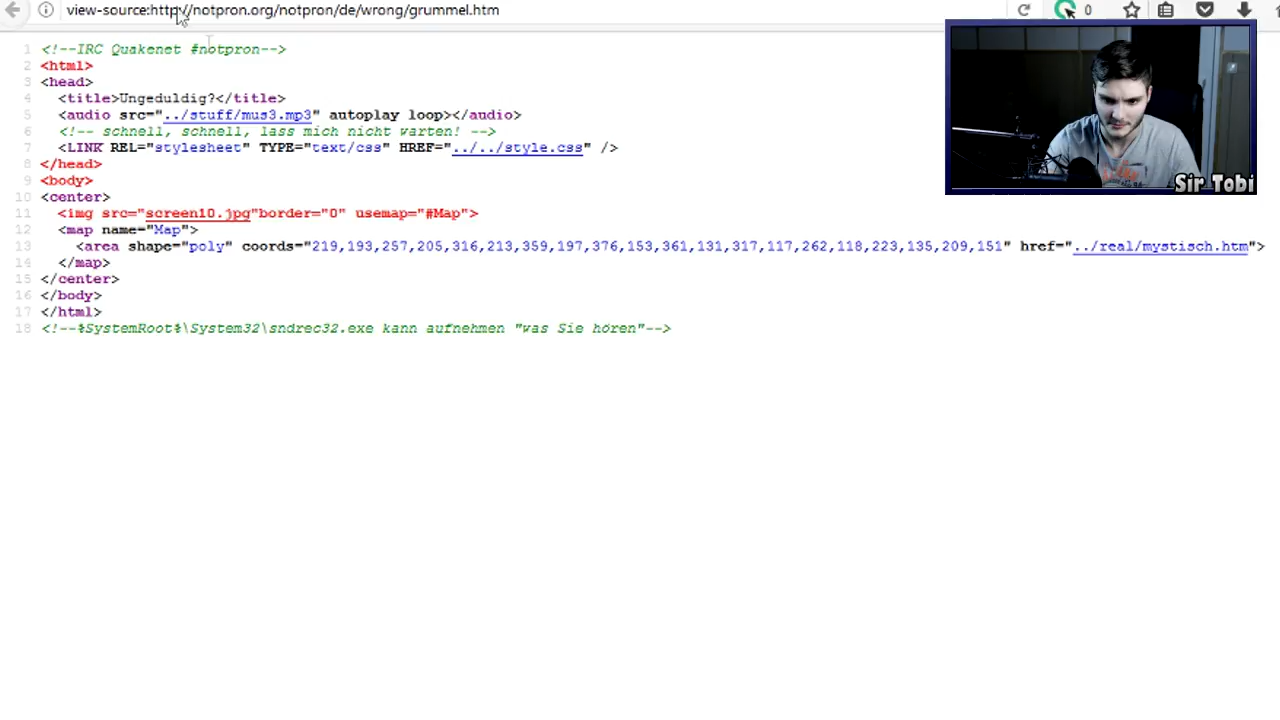 view-source:http://notpron.org/notpron/de/wrong/grummel.htm
0
1 <!--IRC Quakenet #notpron-->
2 <html>
3 <head>
4 <title>Ungeduldig?</title>
5 <audio src="../stuff/mus3.mp3" autoplay loop></audio>
6 <!-- schnell, schnell, lass mich nicht warten! -->
7 <LINK REL="stylesheet" TYPE="text/css" HREF="../../style.css" />
8 </head>
9 <body>
10 <center>
11 <img src="screen10.jpg"border="0" usemap="#Map">
12 <map name="Map">
13 <area shape="poly" coords="219,193,257,205,316,213,359,197,376,153,361,131,317,117,262,118,223,135,209,151" href="../real/mystisch.htm">
14 </map>
15 </center>
16 </body>
17 </html>
18 <!--%SystemRoot%\System32\sndrec32.exe kann aufnehmen "was Sie hören"-->
Sir Tobi